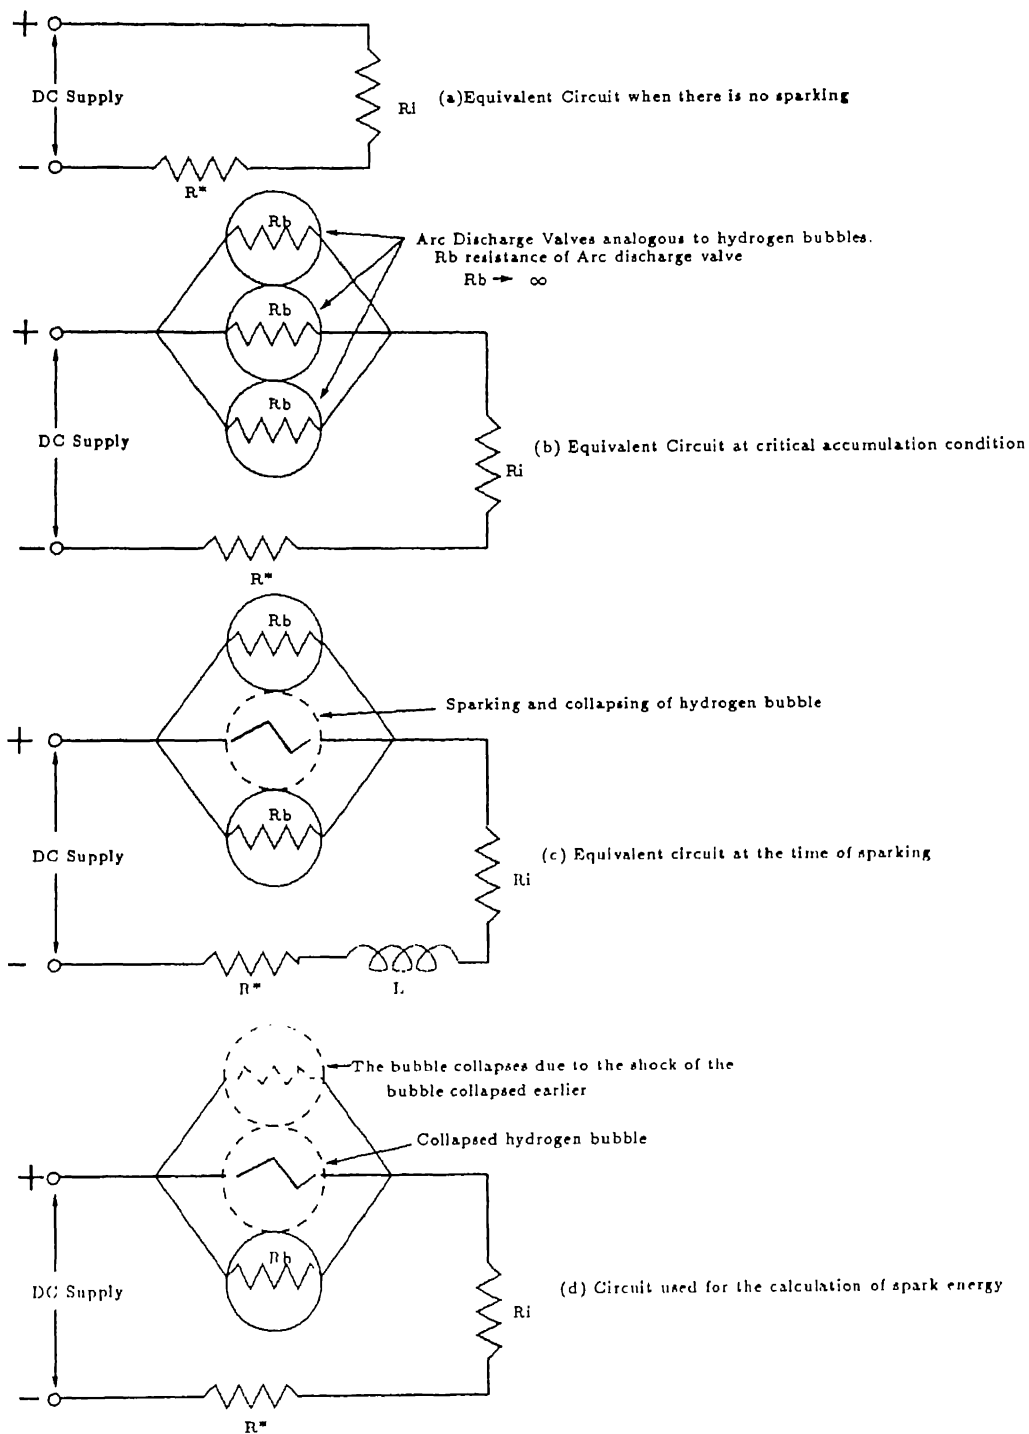 +
DC Supply
Ri
(a)Equivalent Circuit when there is no sparking
−
R*
Rb
Arc Discharge Valves analogous to hydrogen bubbles.
Rb resistance of Arc discharge valve
Rb → ∞
Rb
+
Rb
DC Supply
(b) Equivalent Circuit at critical accumulation condition
Ri
−
R*
Rb
Sparking and collapsing of hydrogen bubble
+
Rb
DC Supply
(c) Equivalent circuit at the time of sparking
Ri
−
R*
L
The bubble collapses due to the shock of the
bubble collapsed earlier
Collapsed hydrogen bubble
+
Rb
DC Supply
(d) Circuit used for the calculation of spark energy
Ri
−
R*